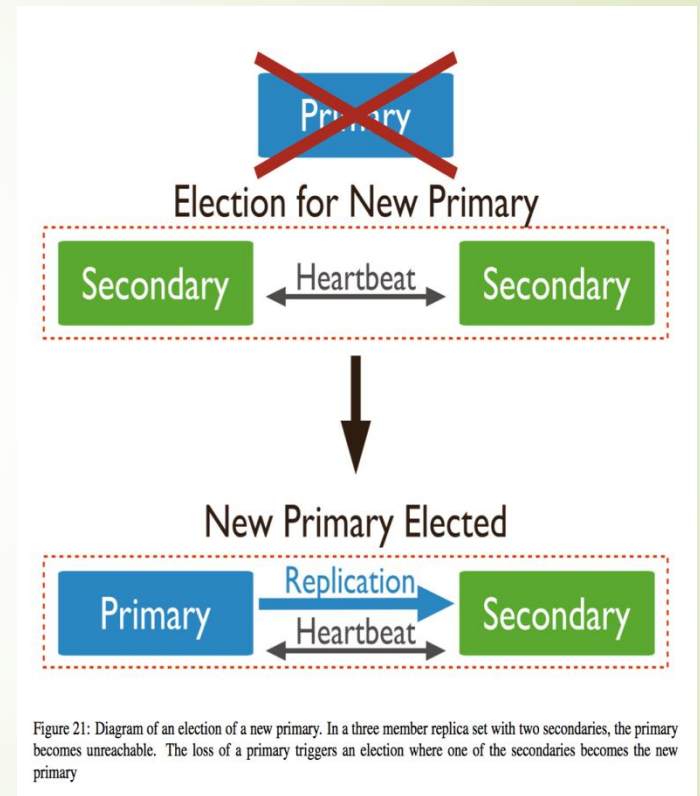 Primary
Election for New Primary
Secondary
Heartbeat
Secondary
New Primary Elected
Primary
Replication
Heartbeat
Secondary
Figure 21: Diagram of an election of a new primary. In a three member replica set with two secondaries, the primary
becomes unreachable. The loss of a primary triggers an election where one of the secondaries becomes the new
primary